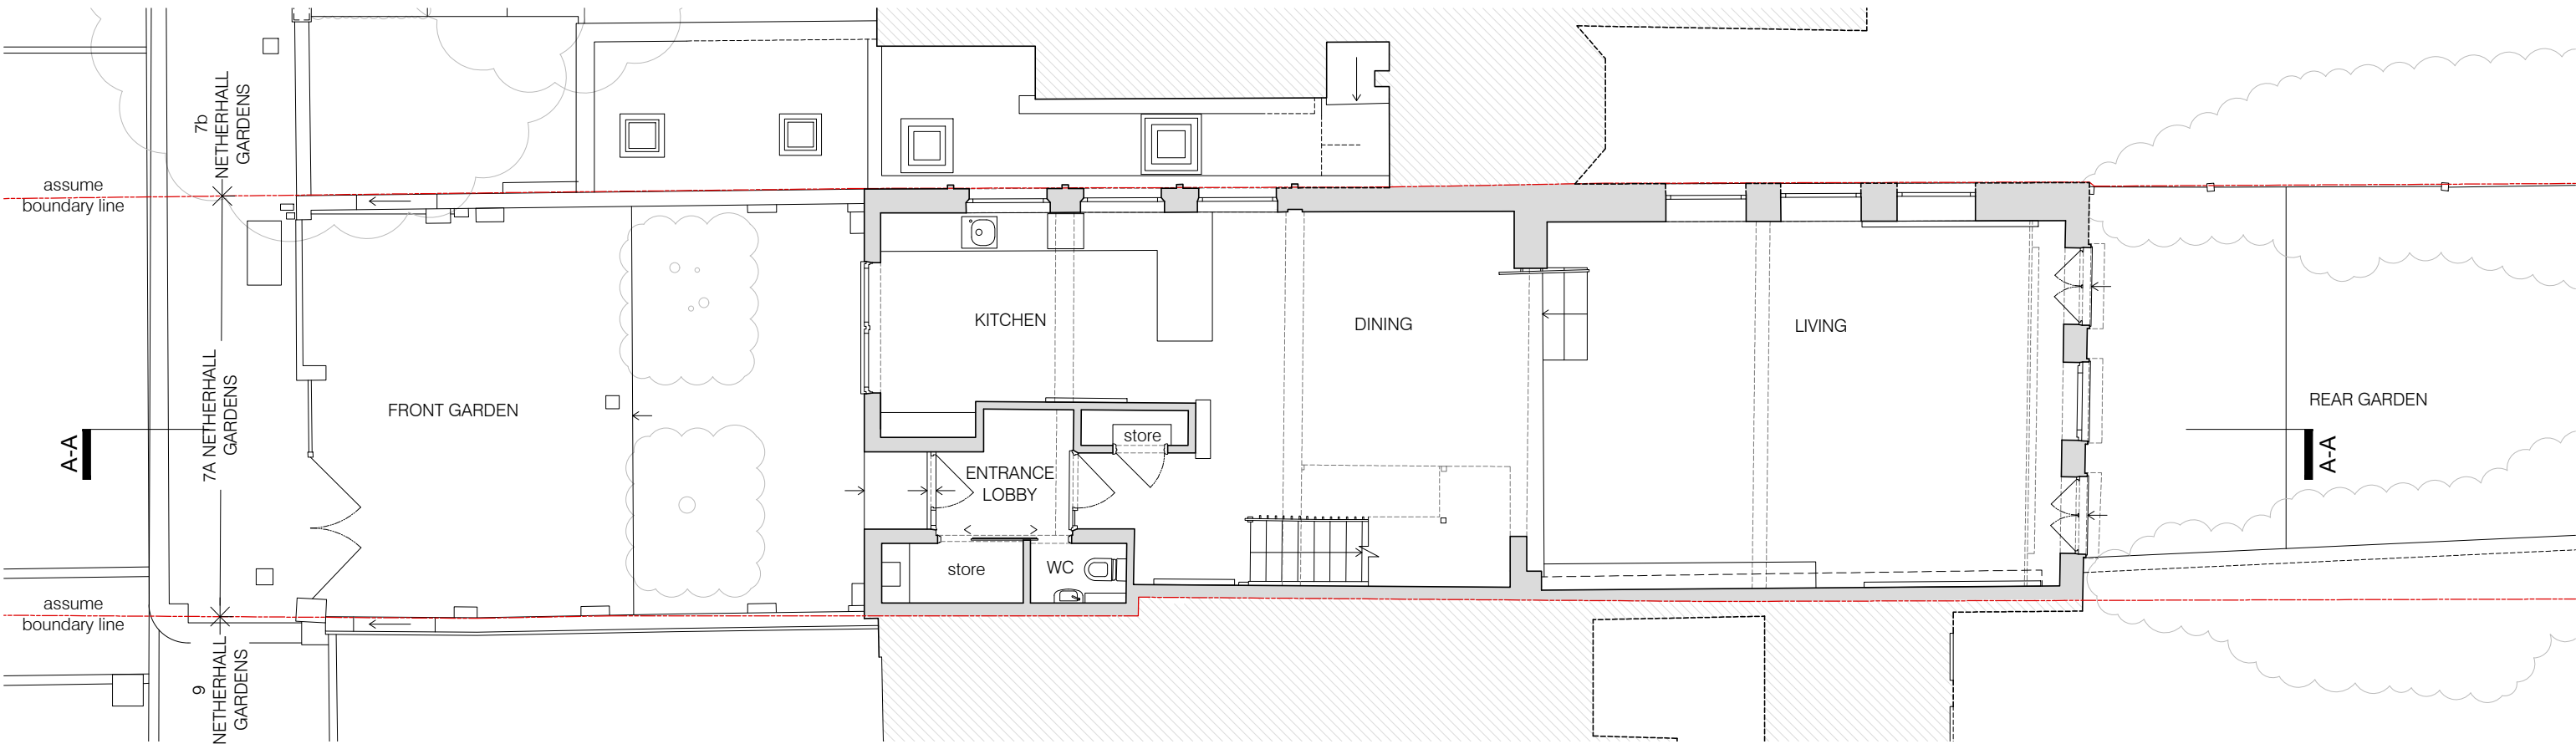 7b
NETHERHALL
GARDENS
assume
boundary line
7A NETHERHALL
GARDENS
A-A
FRONT GARDEN
KITCHEN
DINING
LIVING
REAR GARDEN
A-A
store
ENTRANCE
LOBBY
store
WC
assume
boundary line
9
NETHERHALL
GARDENS